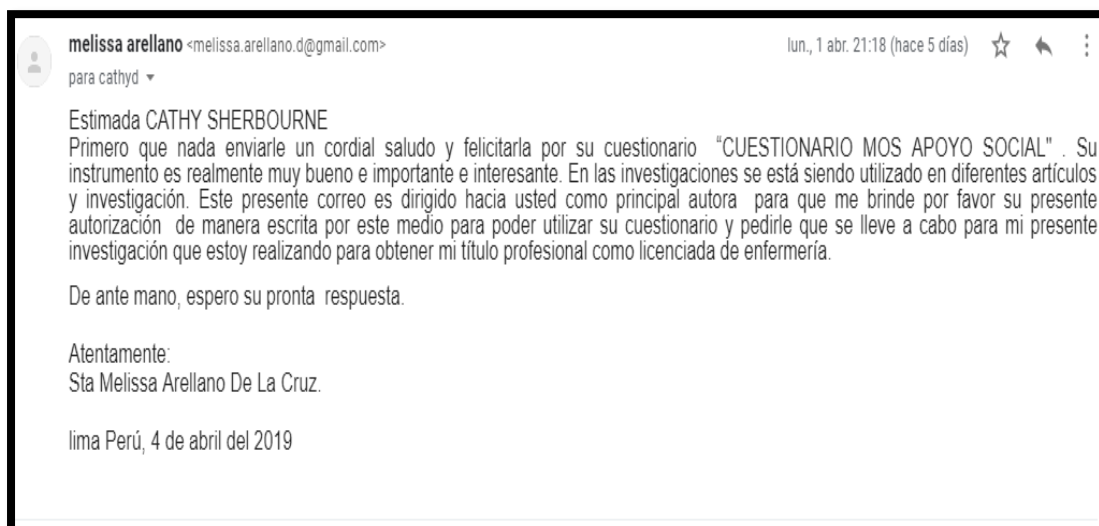 melissa arellano <melissa.arellano.d@gmail.com>
lun., 1 abr. 21:18 (hace 5 días)
para cathyd
Estimada CATHY SHERBOURNE
Primero que nada enviarle un cordial saludo y felicitarla por su cuestionario “CUESTIONARIO MOS APOYO SOCIAL" . Su
instrumento es realmente muy bueno e importante e interesante. En las investigaciones se está siendo utilizado en diferentes artículos
y investigación. Este presente correo es dirigido hacia usted como principal autora para que me brinde por favor su presente
autorización de manera escrita por este medio para poder utilizar su cuestionario y pedirle que se lleve a cabo para mi presente
investigación que estoy realizando para obtener mi título profesional como licenciada de enfermería.
De ante mano, espero su pronta respuesta.
Atentamente:
Sta Melissa Arellano De La Cruz.
lima Perú, 4 de abril del 2019